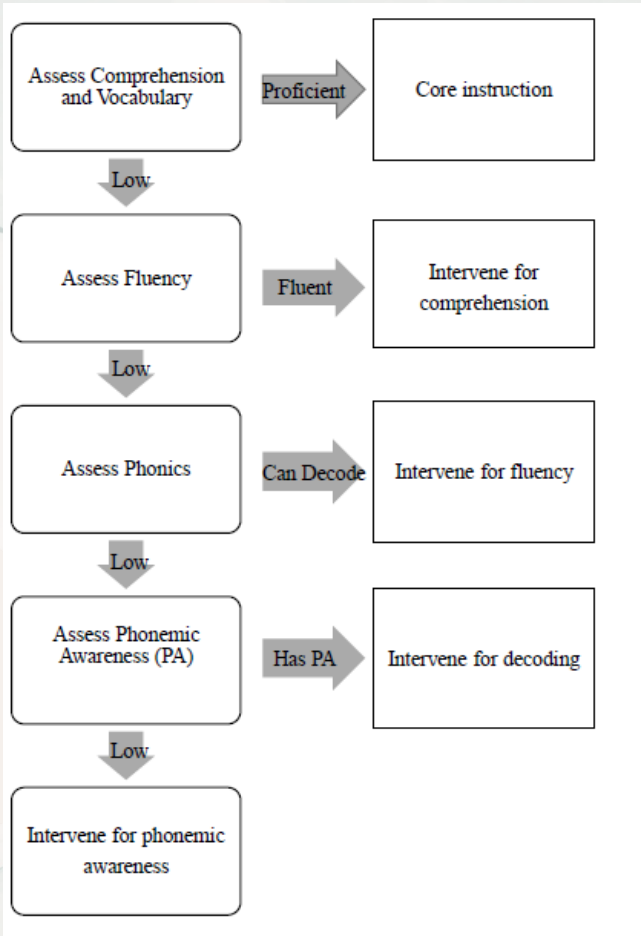 Assess Comprehension
and Vocabulary
Proficient
Core instruction
Low
Assess Fluency
Fluent
Intervene for
comprehension
Low
Assess Phonics
Can Decode
Intervene for fluency
Low
Assess Phonemic
Awareness (PA)
Has PA
Intervene for decoding
Low
Intervene for phonemic
awareness